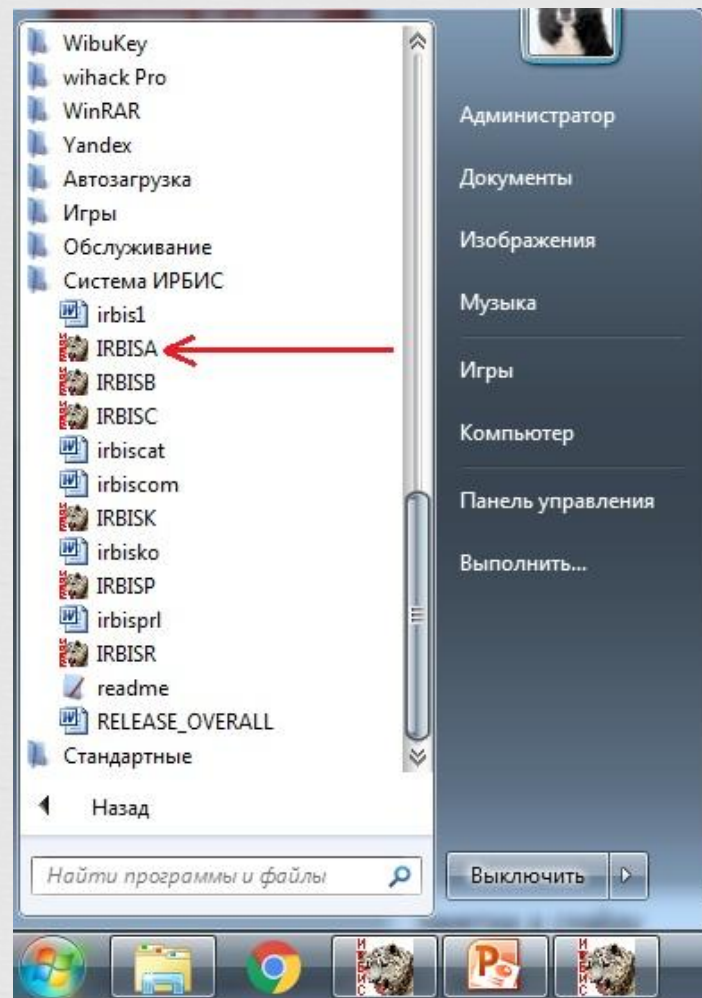 WibuKey
wihack Pro
WinRAR
Yandex
Автозагрузка
Игры
Обслуживание
Система ИРБИС
irbis1
IRBISA
IRBISB
IRBISC
irbiscat
irbiscom
IRBISK
irbisko
IRBISP
irbisprl
IRBISR
readme
RELEASE_OVERALL
Стандартные
Назад
Найти программы и файлы
Администратор
Документы
Изображения
Музыка
Игры
Компьютер
Панель управления
Выполнить...
Выключить
ИРБИС
P
ИРБИС